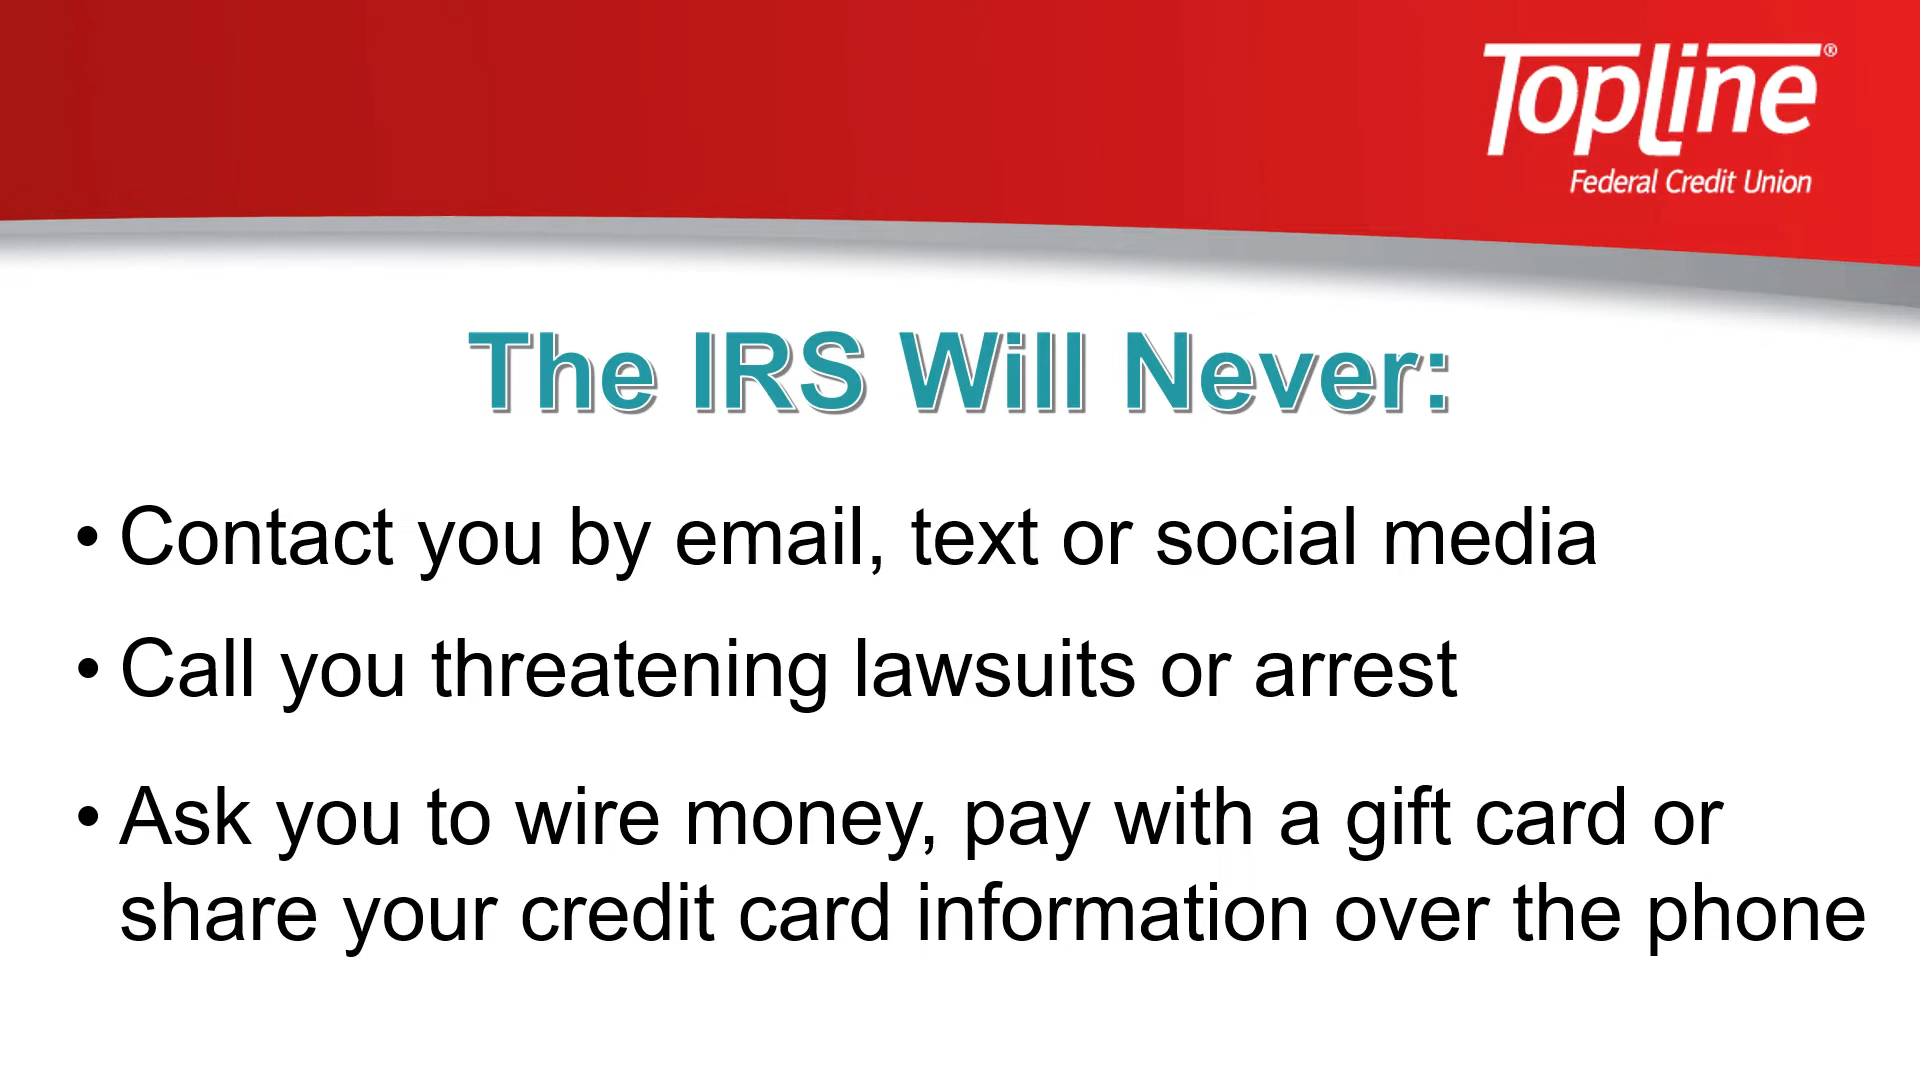 TopLine®
Federal Credit Union
The IRS Will Never:
• Contact you by email, text or social media
• Call you threatening lawsuits or arrest
• Ask you to wire money, pay with a gift card or
share your credit card information over the phone